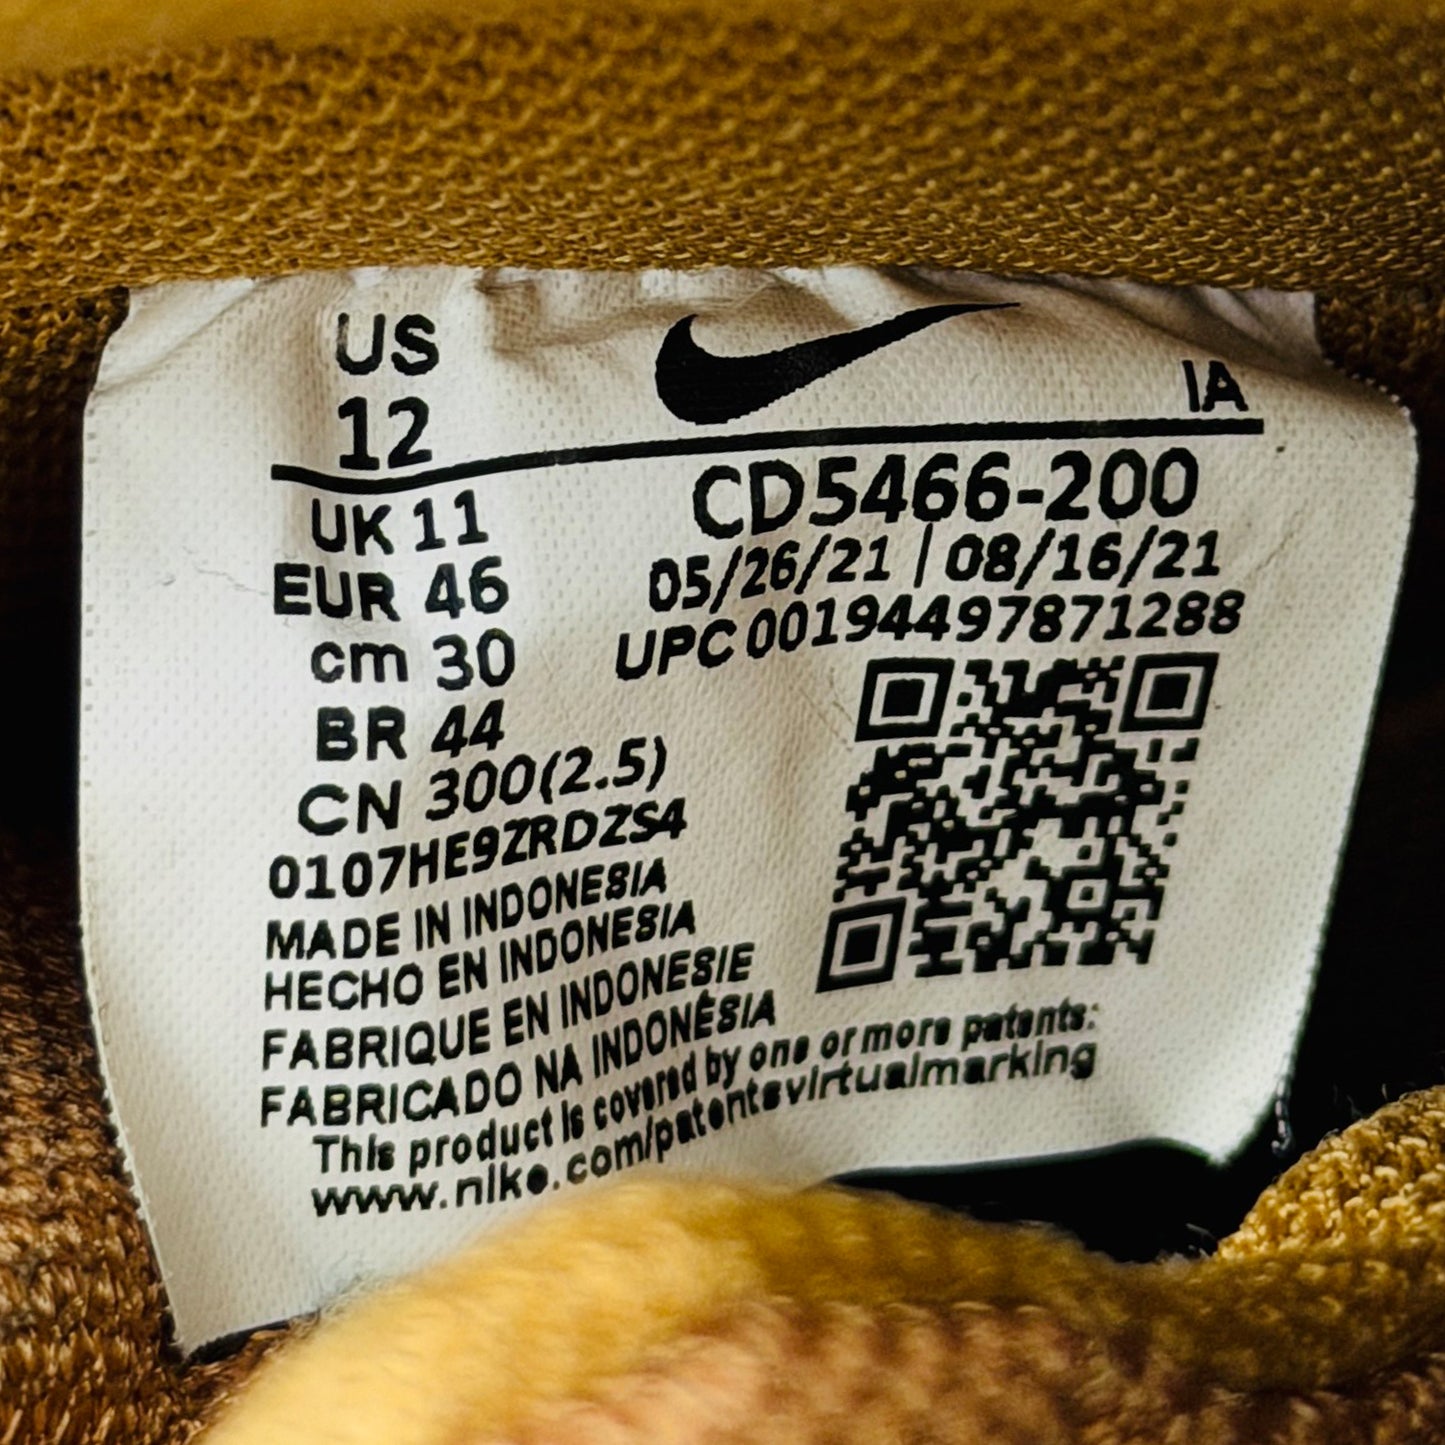 US
12
IA
UK 11
EUR 46
cm 30
BR 44
CN 300(2.5)
CD5466-200
05/26/21 | 08/16/21
UPC 00194497871288
0107HE9ZRDZS4
MADE IN INDONESIA
HECHO EN INDONESIA
FABRIQUE EN INDONESIE
FABRICADO NA INDONÉSIA
This product is covered by one or more patents:
www.nike.com/patentsvirtualmarking